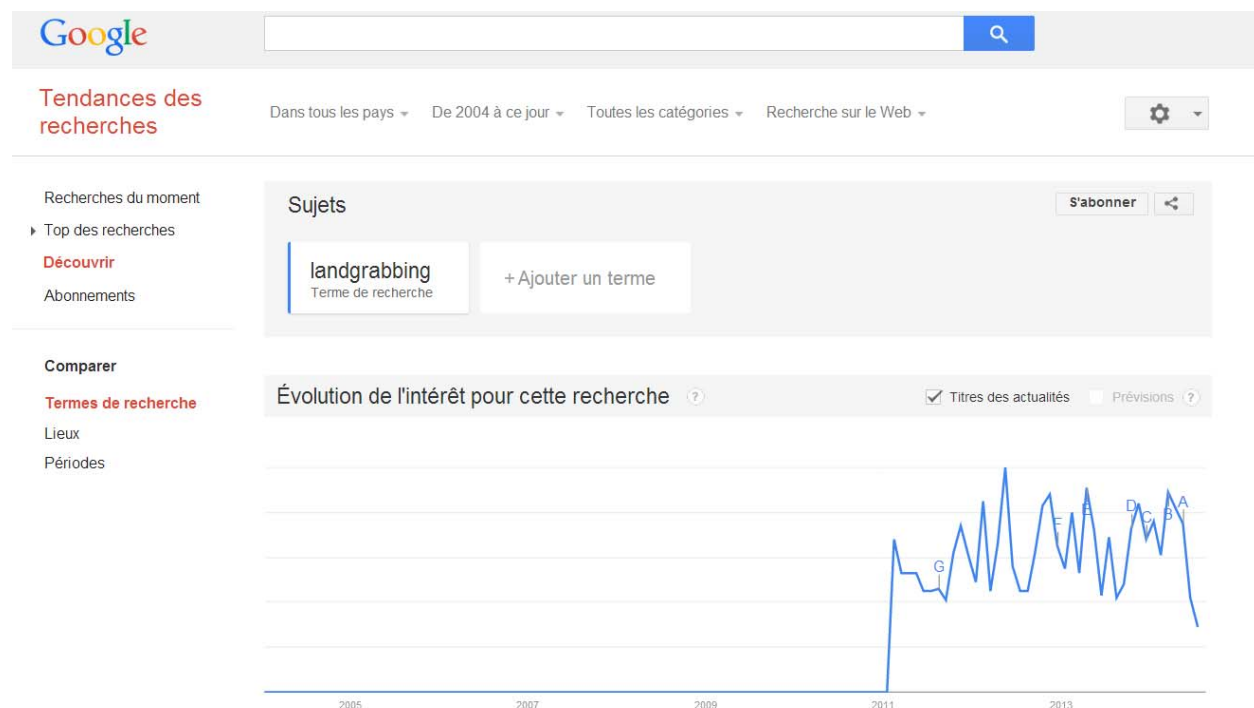 Google
Tendances des
recherches
Dans tous les pays De 2004 à ce jour Toutes les catégories Recherche sur le Web
Recherches du moment
Top des recherches
Découvrir
Abonnements
Comparer
Termes de recherche
Lieux
Périodes
Sujets
S'abonner
landgrabbing
Terme de recherche
+ Ajouter un terme
Évolution de l'intérêt pour cette recherche ?
Titres des actualités Prévisions ?
G F E D C B A
2005 2007 2009 2011 2013